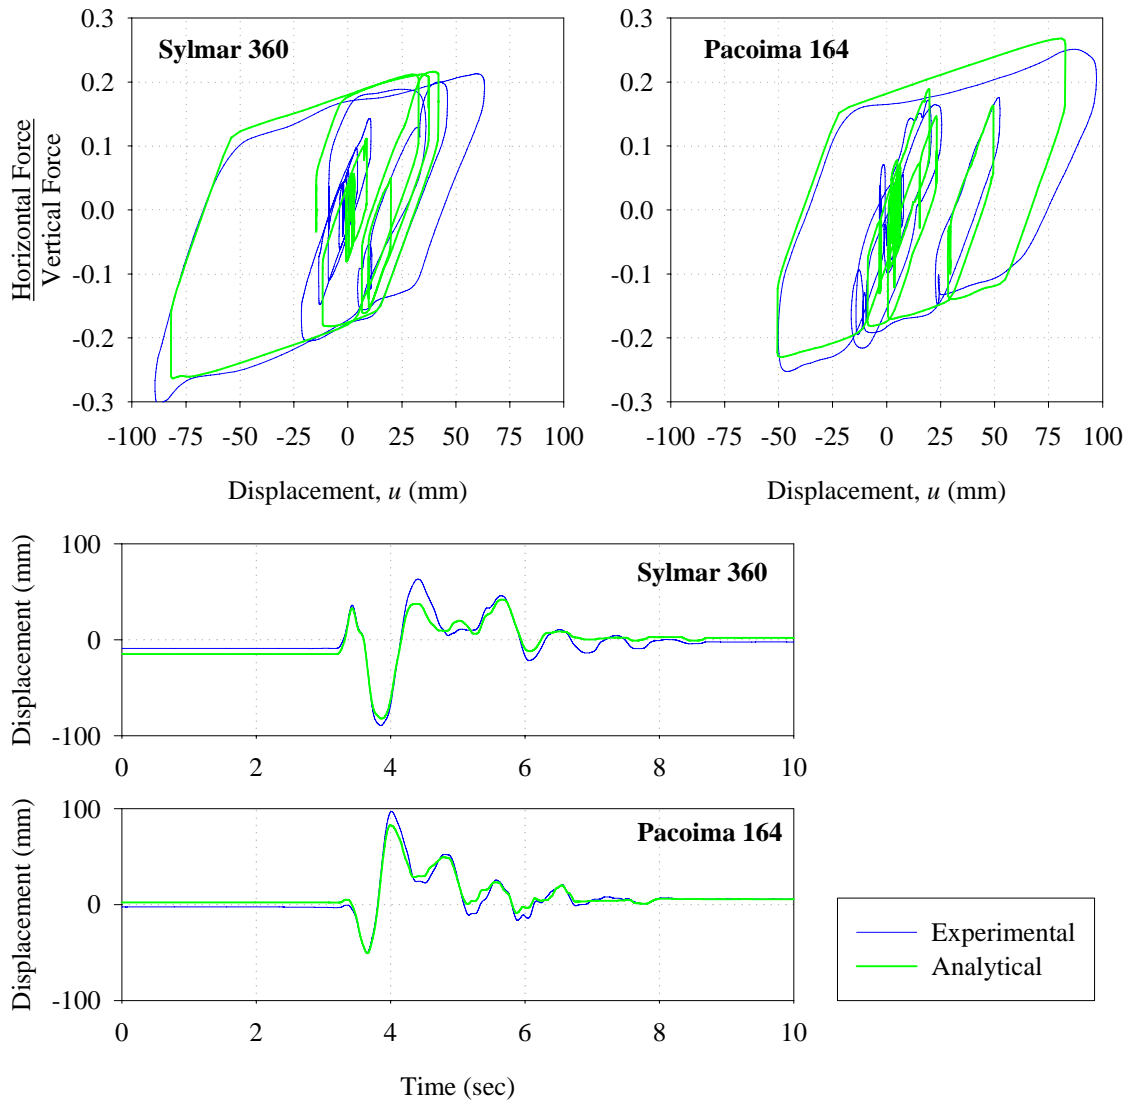 Sylmar 360
Pacoima 164
Horizontal Force
Vertical Force
0.3
0.2
0.1
0.0
-0.1
-0.2
-0.3
-100 -75 -50 -25 0 25 50 75 100
Displacement, u (mm)
0.3
0.2
0.1
0.0
-0.1
-0.2
-0.3
-100 -75 -50 -25 0 25 50 75 100
Displacement, u (mm)
Displacement (mm)
100
0
-100
Sylmar 360
0 2 4 6 8 10
Displacement (mm)
100
0
-100
Pacoima 164
0 2 4 6 8 10
Time (sec)
Experimental
Analytical